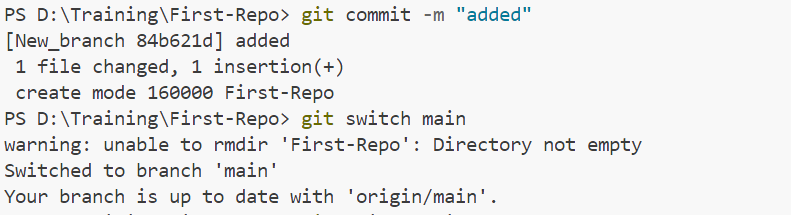 PS D:\Training\First-Repo> git commit -m "added"
[New_branch 84b621d] added
 1 file changed, 1 insertion(+)
 create mode 160000 First-Repo
PS D:\Training\First-Repo> git switch main
warning: unable to rmdir 'First-Repo': Directory not empty
Switched to branch 'main'
Your branch is up to date with 'origin/main'.